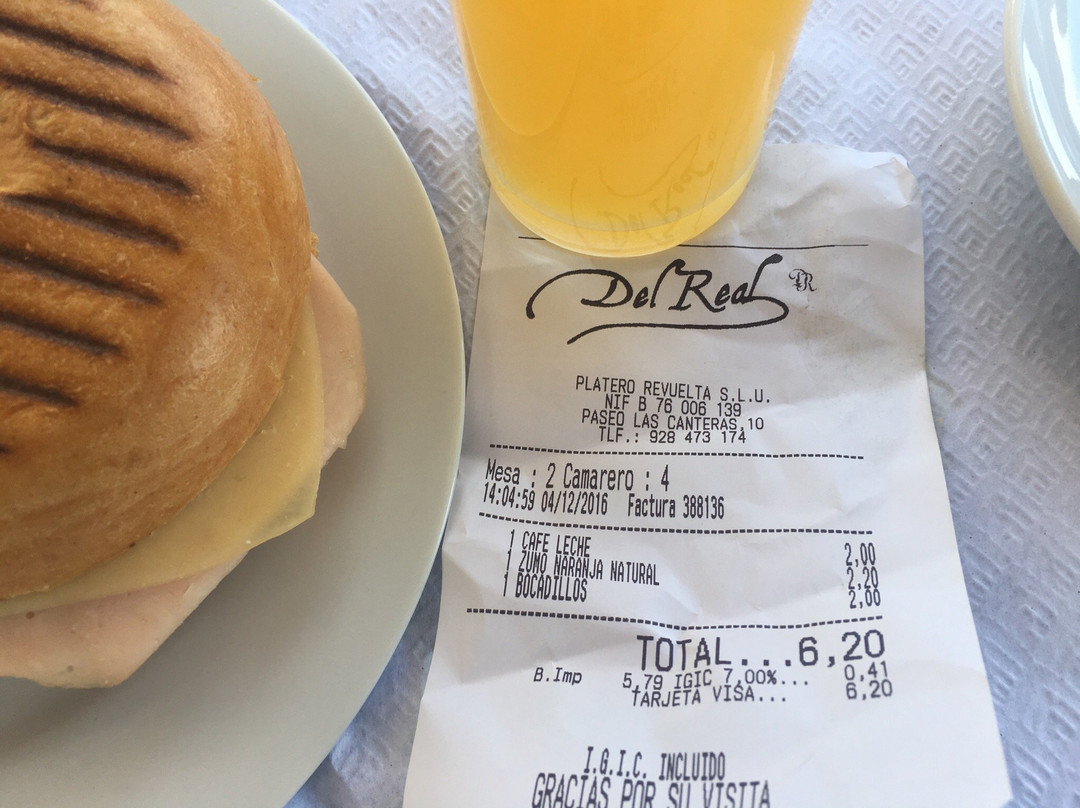 Del Real
PLATERO REVUELTA S.L.U.
NIF B 76 006 139
PASEO LAS CANTERAS,10
TLF.: 928 473 174
Mesa : 2 Camarero : 4
14:04:59 04/12/2016 Factura 388136
1 CAFE LECHE 2,00
1 ZUMO NARANJA NATURAL 2,20
1 BOCADILLOS 2,00
TOTAL...6,20
B.Imp 5,79 IGIC 7,00%... 0,41
TARJETA VISA... 6,20
I.G.I.C. INCLUIDO
GRACIAS POR SU VISITA